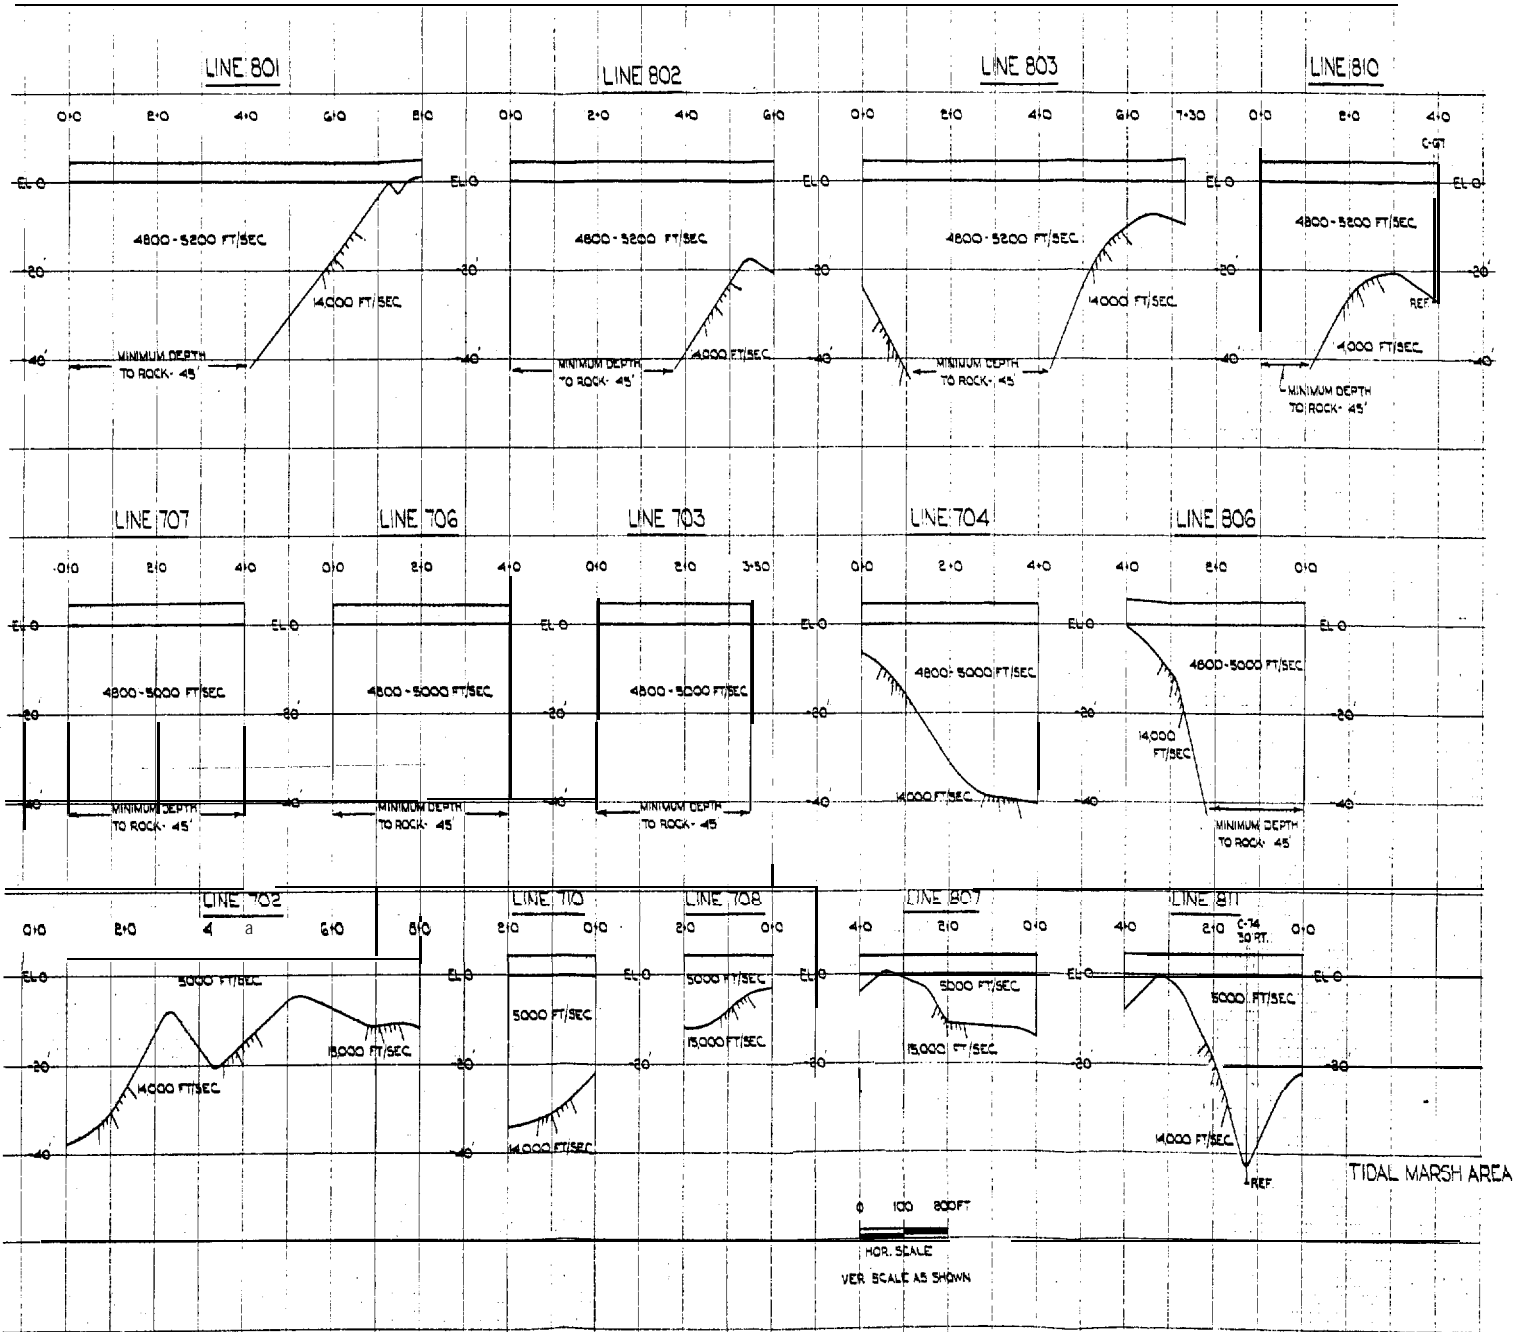 LINE 801
LINE 802
LINE 803
LINE 810
0+0 2+0 4+0 6+0 8+0
0+0 2+0 4+0 6+0
0+0 2+0 4+0 6+0 7+30
0+0 2+0 4+0
C-97
EL 0
EL 0
EL 0
EL 0
EL 0
4800-5200 FT/SEC.
4800-5200 FT/SEC.
4800-5200 FT/SEC.
4800-5200 FT/SEC.
-20'
-20'
-20'
-20'
-20'
14,000 FT/SEC.
14,000 FT/SEC.
REF.
-40'
-40'
-40'
-40'
-40'
14,000 FT/SEC.
14,000 FT/SEC.
MINIMUM DEPTH
TO ROCK- 45'
MINIMUM DEPTH
TO ROCK- 45'
MINIMUM DEPTH
TO ROCK- 45'
MINIMUM DEPTH
TO ROCK- 45'
LINE 707
LINE 706
LINE 703
LINE 704
LINE 806
0+0 2+0 4+0
6+0 8+0 4+0
0+0 2+0 3+50
0+0 2+0 4+0
4+0 2+0 0+0
EL 0
EL 0
EL 0
EL 0
EL 0
EL 0
4800-5000 FT/SEC.
4800-5000 FT/SEC.
4800-5000 FT/SEC.
4800-5000 FT/SEC.
4800-5000 FT/SEC.
-20'
-20'
-20'
-20'
-20'
-20'
14,000
FT/SEC.
14,000 FT/SEC.
-40'
-40'
-40'
-40'
-40'
-40'
MINIMUM DEPTH
TO ROCK- 45'
MINIMUM DEPTH
TO ROCK- 45'
MINIMUM DEPTH
TO ROCK- 45'
MINIMUM DEPTH
TO ROCK- 45'
LINE 702
LINE 710
LINE 708
LINE 807
LINE 811
0+0 2+0 4 a 6+0 8+0
2+0 0+0
2+0 0+0
4+0 2+0 0+0
4+0 2+0 0+0
C-74
30' RT.
EL 0
EL 0
EL 0
EL 0
EL 0
EL 0
5000 FT/SEC.
5000 FT/SEC.
5000 FT/SEC.
5000 FT/SEC.
5000 FT/SEC.
15,000 FT/SEC.
15,000 FT/SEC.
15,000 FT/SEC.
-20'
-20'
-20'
-20'
-20'
14,000 FT/SEC.
14,000 FT/SEC.
14,000 FT/SEC.
-40'
-40'
REF.
TIDAL MARSH AREA
0 100 200FT
HOR. SCALE
VER. SCALE AS SHOWN